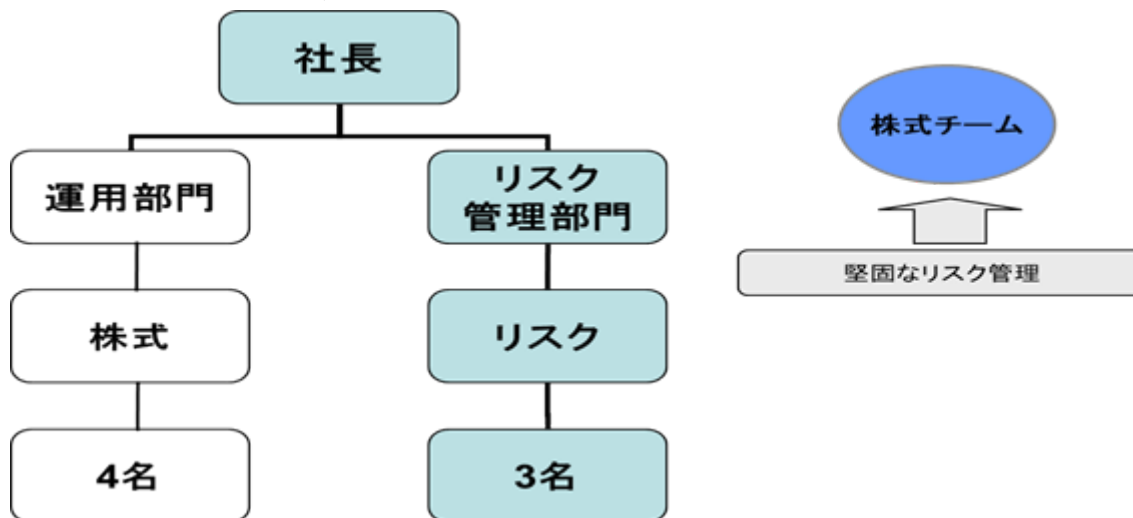 社長
運用部門
リスク
管理部門
株式
リスク
4名
3名
株式チーム
堅固なリスク管理